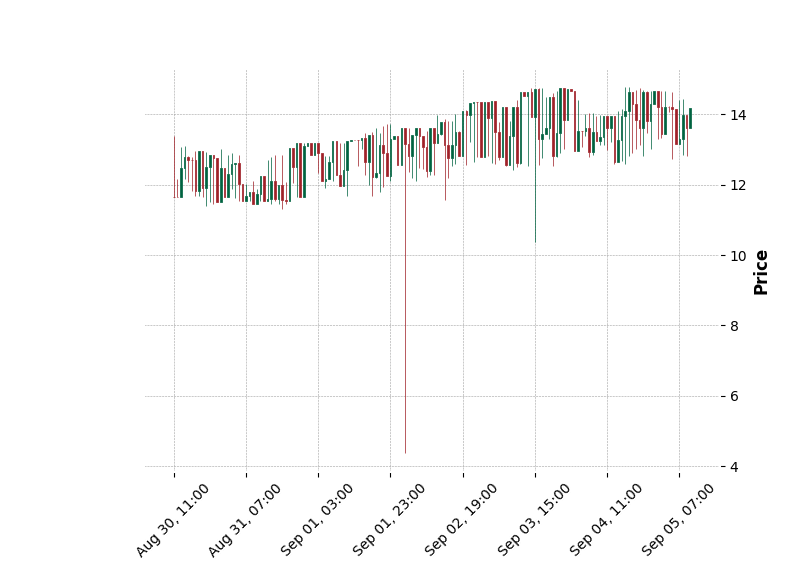 14
12
10
8
6
4
Price
Aug 30, 11:00
Aug 31, 07:00
Sep 01, 03:00
Sep 01, 23:00
Sep 02, 19:00
Sep 03, 15:00
Sep 04, 11:00
Sep 05, 07:00